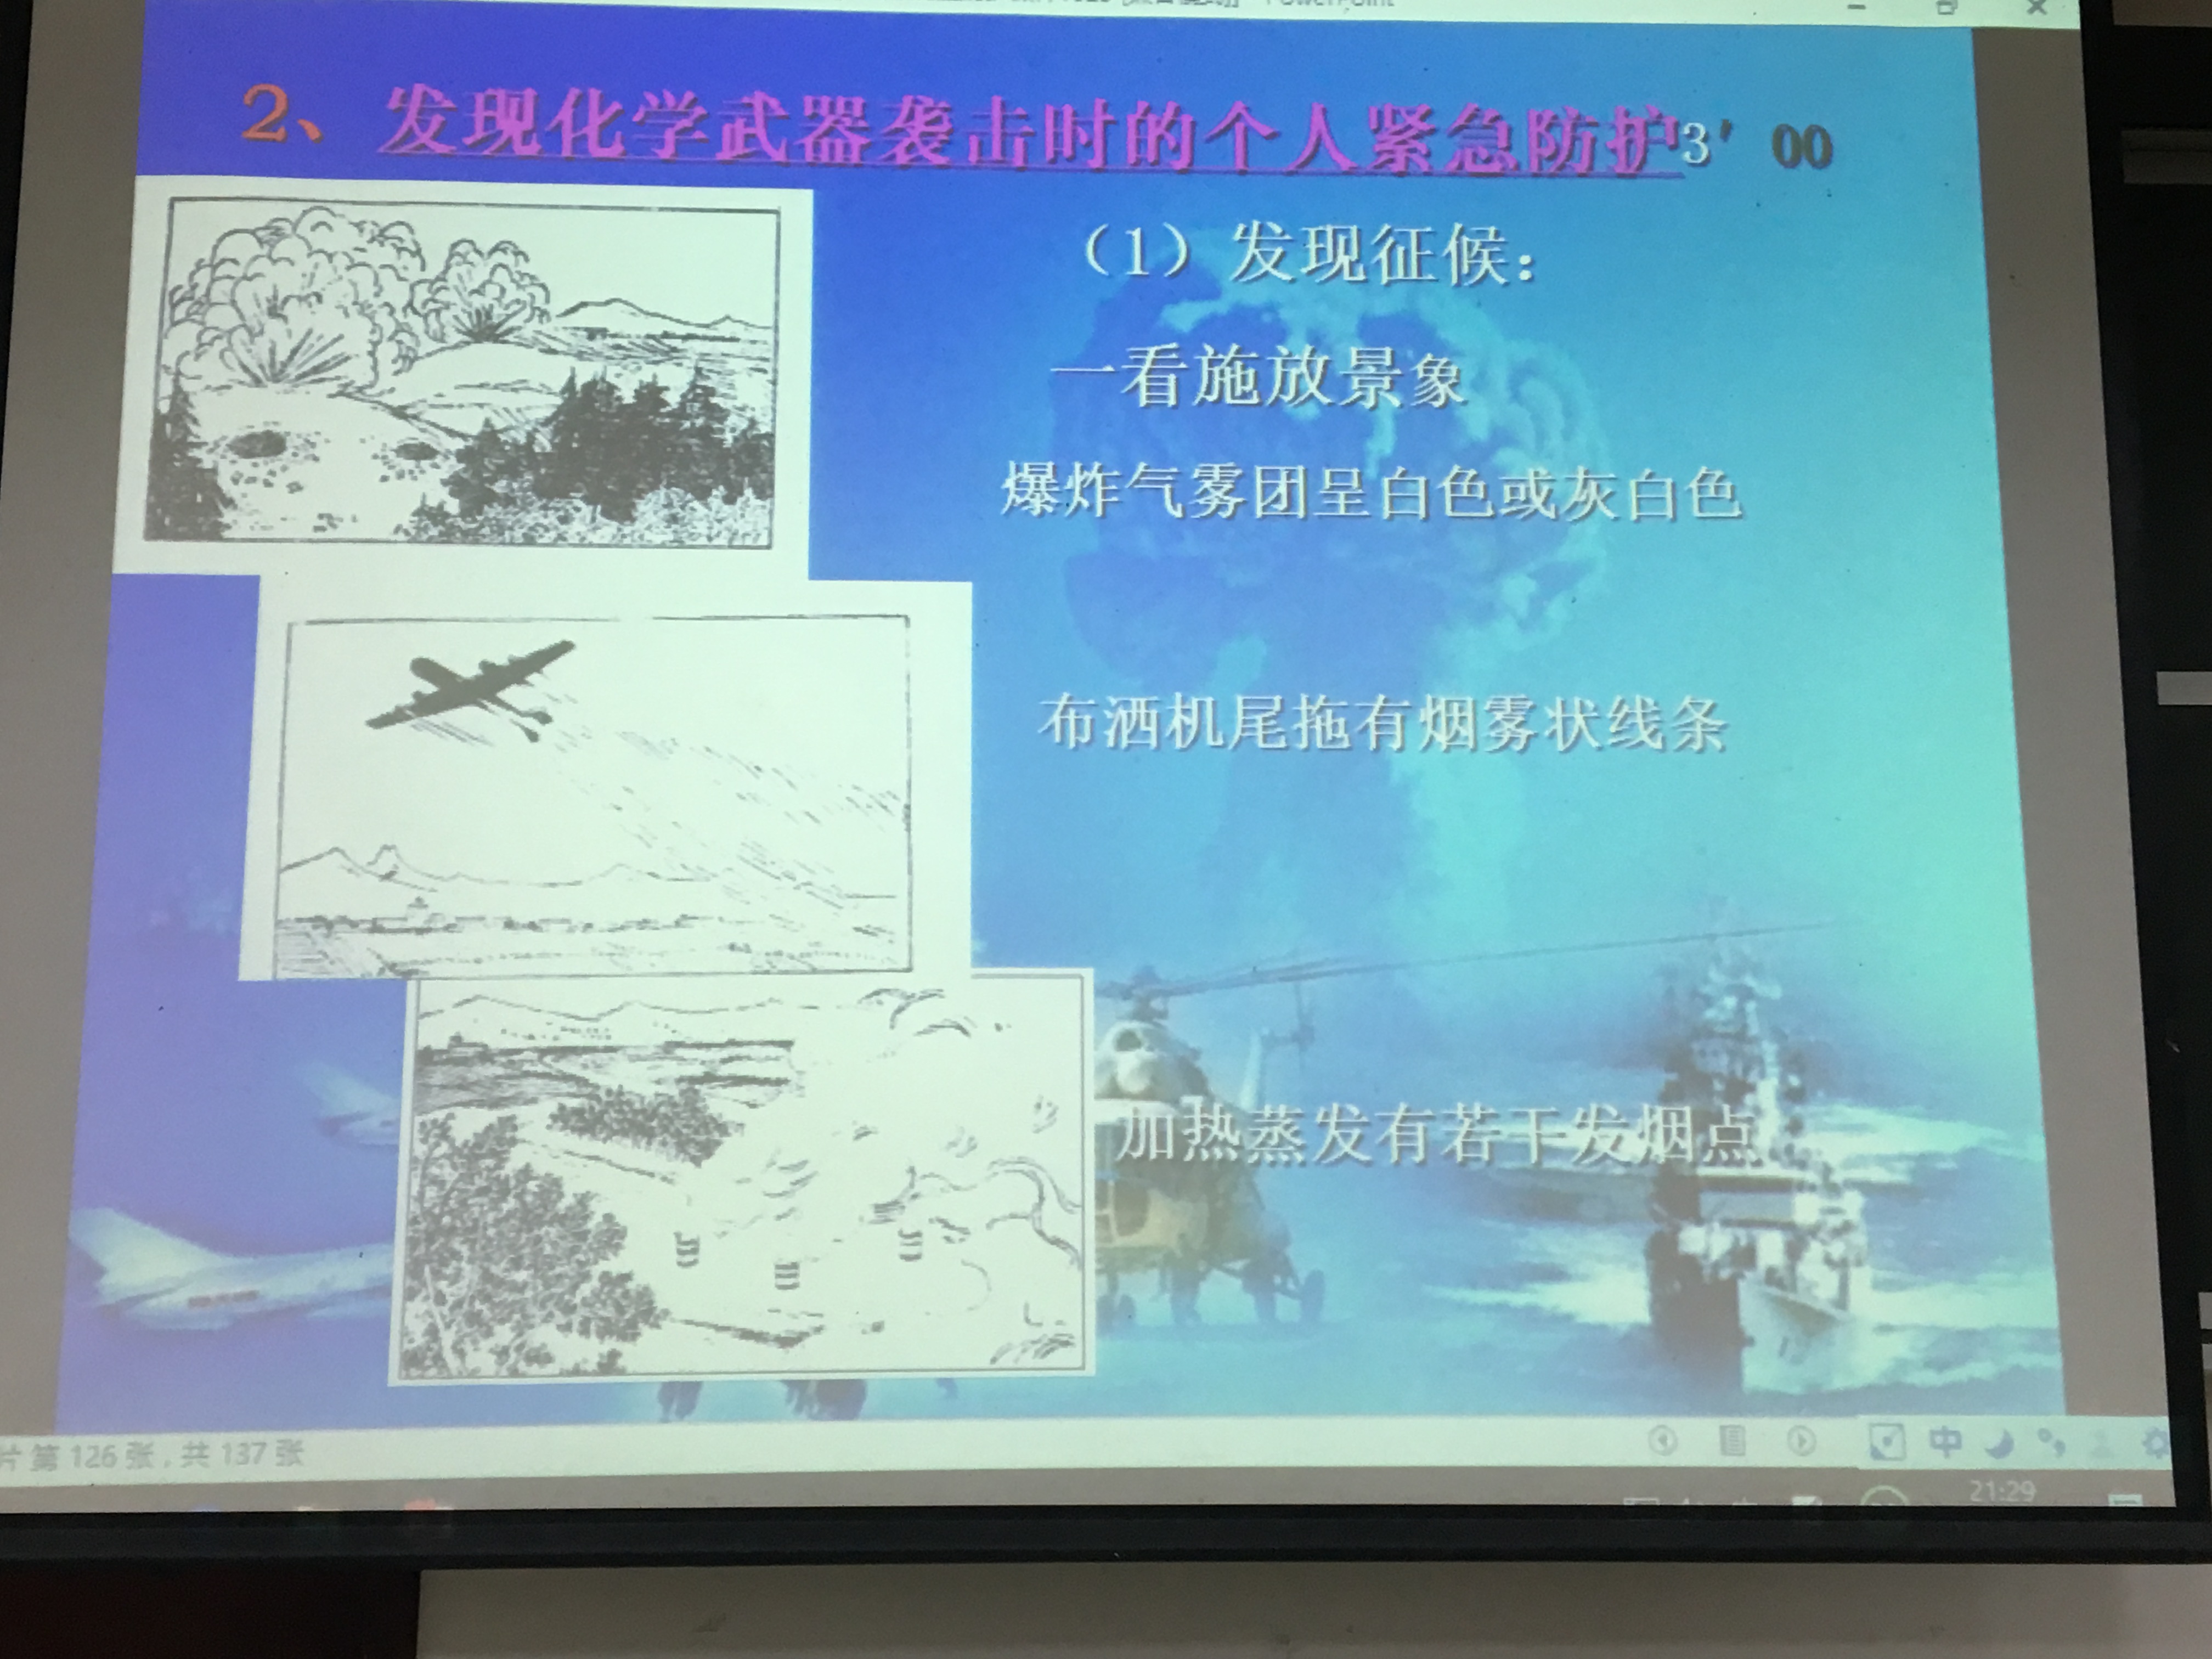 PowerPoint
2、发现化学武器袭击时的个人紧急防护3′ 00
（1）发现征候：
一看施放景象
爆炸气雾团呈白色或灰白色
布洒机尾拖有烟雾状线条
加热蒸发有若干发烟点
片 第 126 张，共 137 张
中
21:29